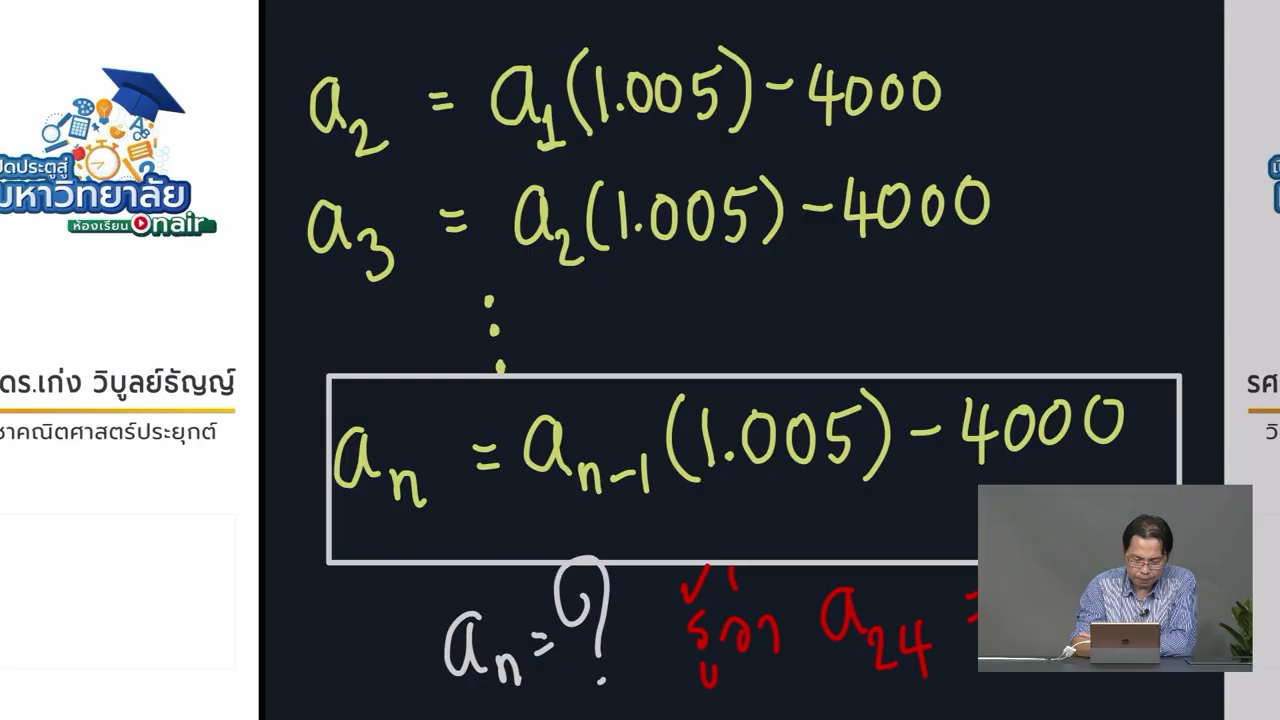 a₂ = a₁(1.005) - 4000
a₃ = a₂(1.005) - 4000
⋮
aₙ = aₙ₋₁(1.005) - 4000
aₙ = ?
รู้ว่า a₂₄ =
ปิดประตูสู่
มหาวิทยาลัย
ห้องเรียน Onair
ดร.เก่ง วิบูลย์ธัญญ์
ชาคณิตศาสตร์ประยุกต์
รศ
วิ